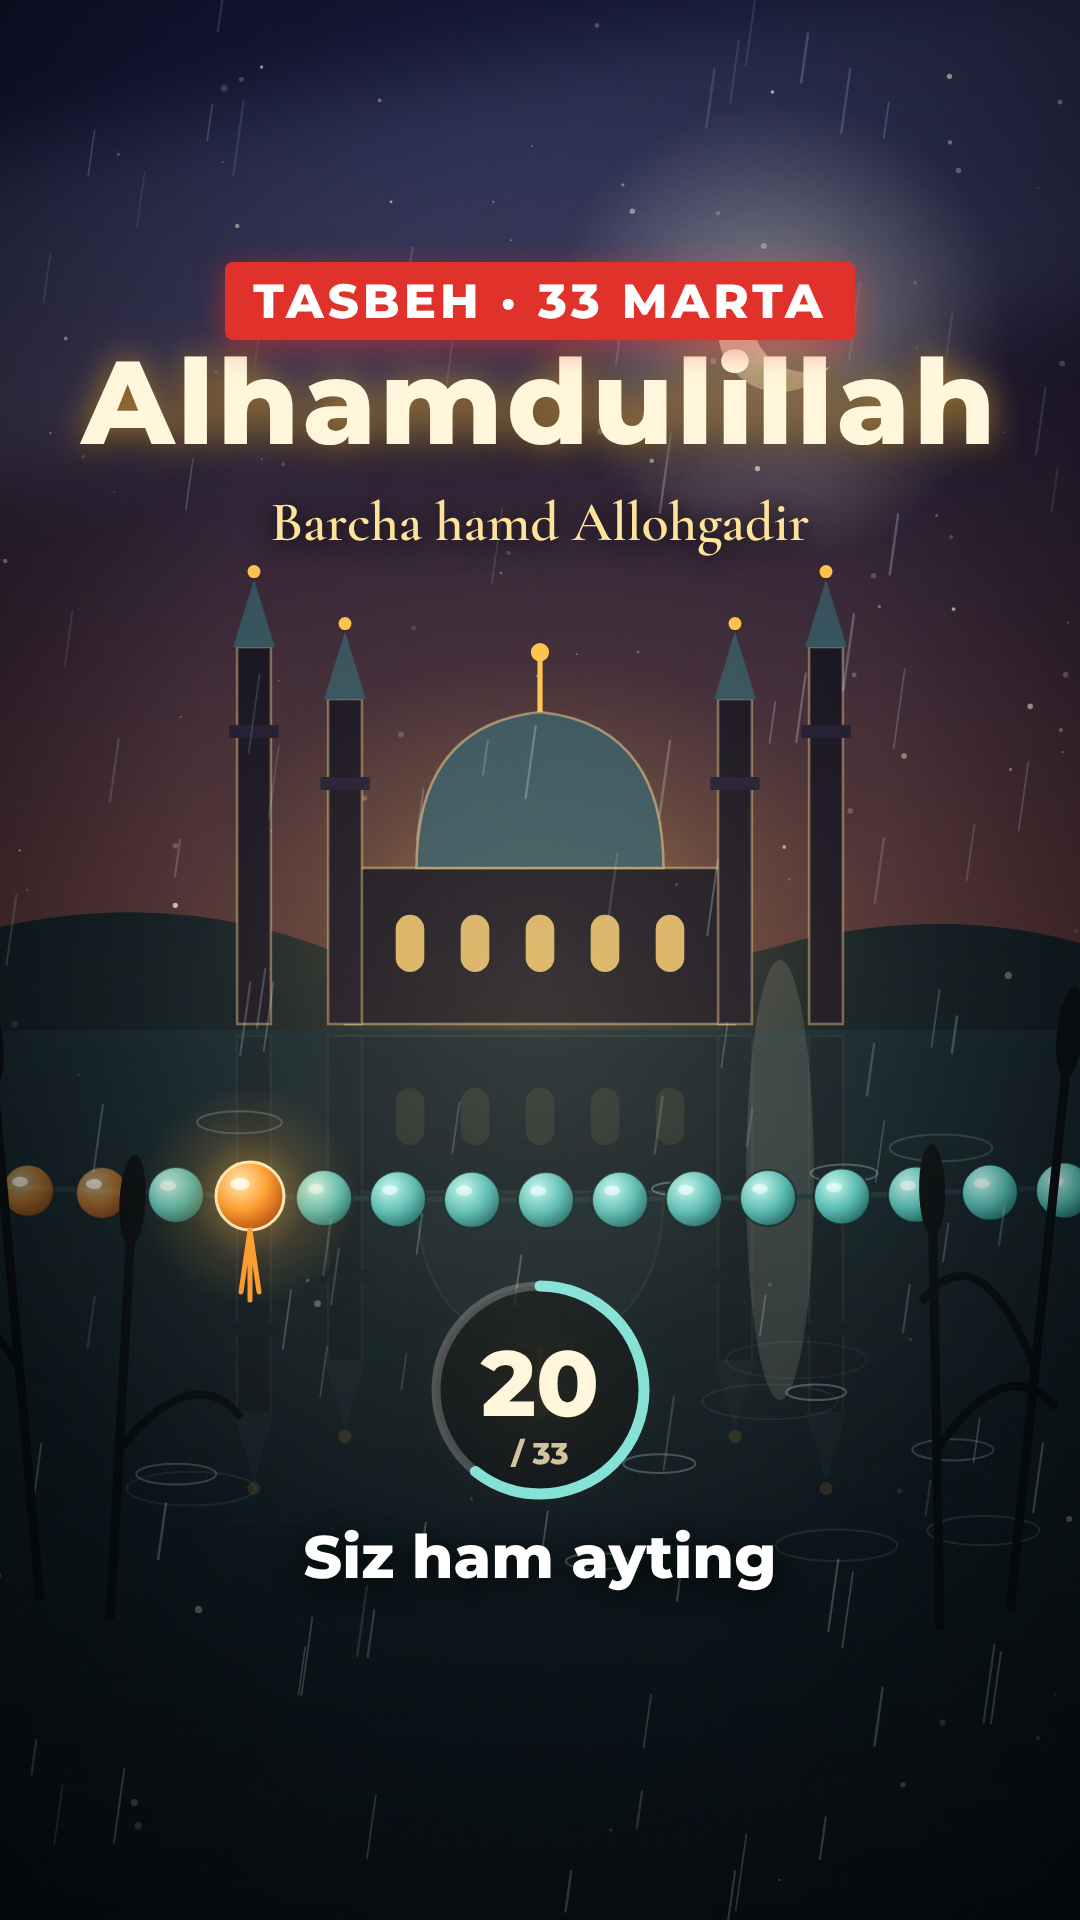 TASBEH • 33 MARTA
Alhamdulillah
Barcha hamd Allohgadir
20
/ 33
Siz ham ayting